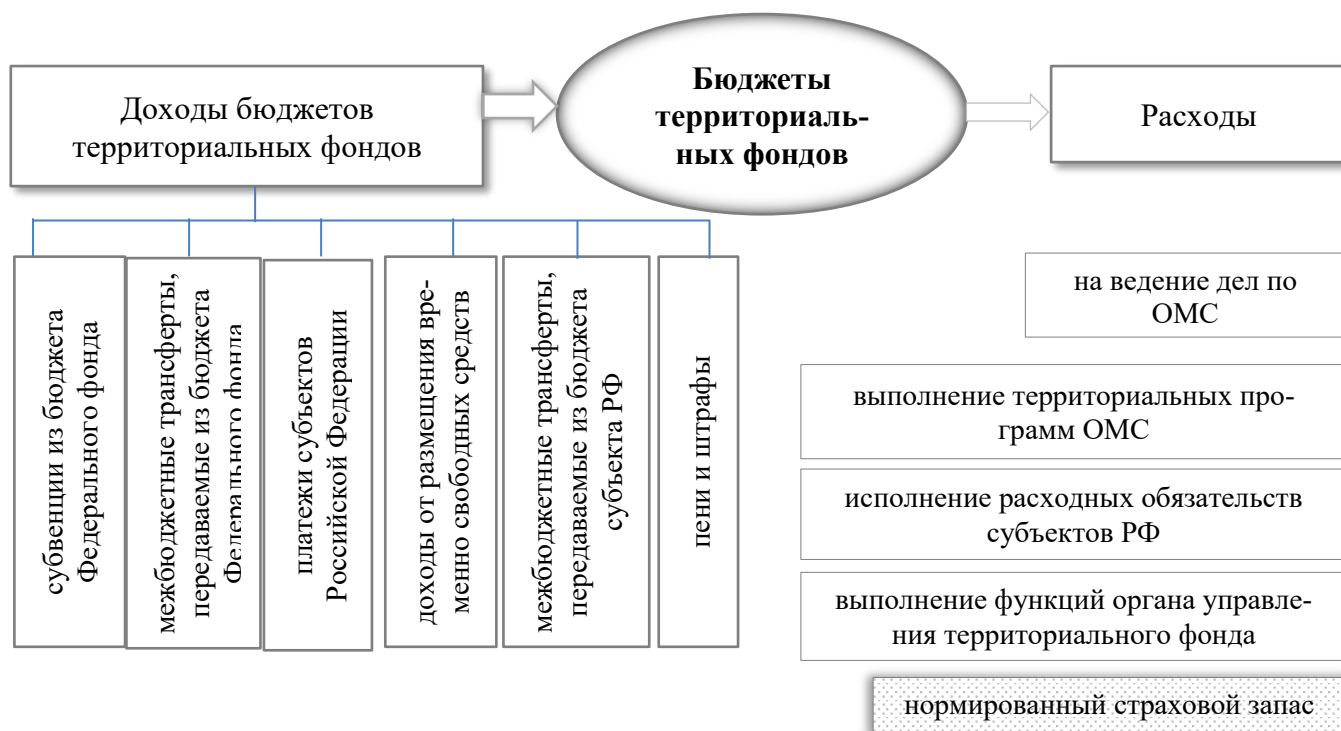 Доходы бюджетов
территориальных фондов
Бюджеты
территориаль-
ных фондов
Расходы
субвенции из бюджета
Федерального фонда
межбюджетные трансферты,
передаваемые из бюджета
Федерального фонда
платежи субъектов
Российской Федерации
доходы от размещения вре-
менно свободных средств
межбюджетные трансферты,
передаваемые из бюджета
субъекта РФ
пени и штрафы
на ведение дел по
ОМС
выполнение территориальных про-
грамм ОМС
исполнение расходных обязательств
субъектов РФ
выполнение функций органа управле-
ния территориального фонда
нормированный страховой запас